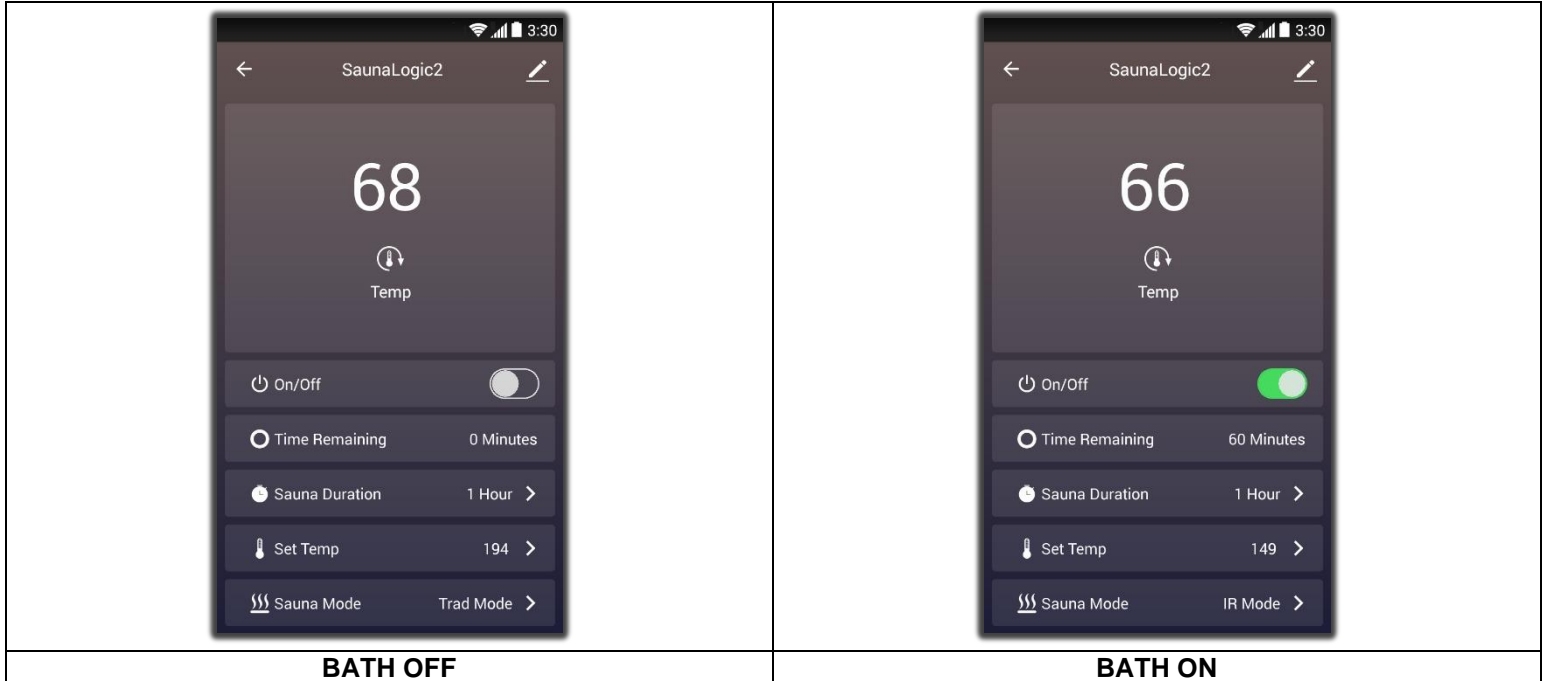 3:30
SaunaLogic2
68
Temp
On/Off
Time Remaining 0 Minutes
Sauna Duration 1 Hour
Set Temp 194
Sauna Mode Trad Mode
BATH OFF
3:30
SaunaLogic2
66
Temp
On/Off
Time Remaining 60 Minutes
Sauna Duration 1 Hour
Set Temp 149
Sauna Mode IR Mode
BATH ON